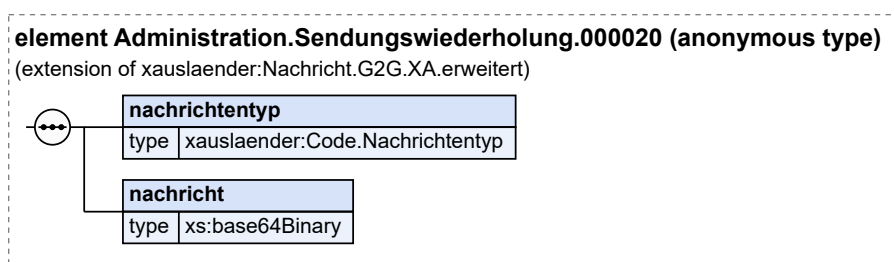 element Administration.Sendungswiederholung.000020 (anonymous type)
(extension of xauslaender:Nachricht.G2G.XA.erweitert)
nachrichtentyp
type xauslaender:Code.Nachrichtentyp
nachricht
type xs:base64Binary